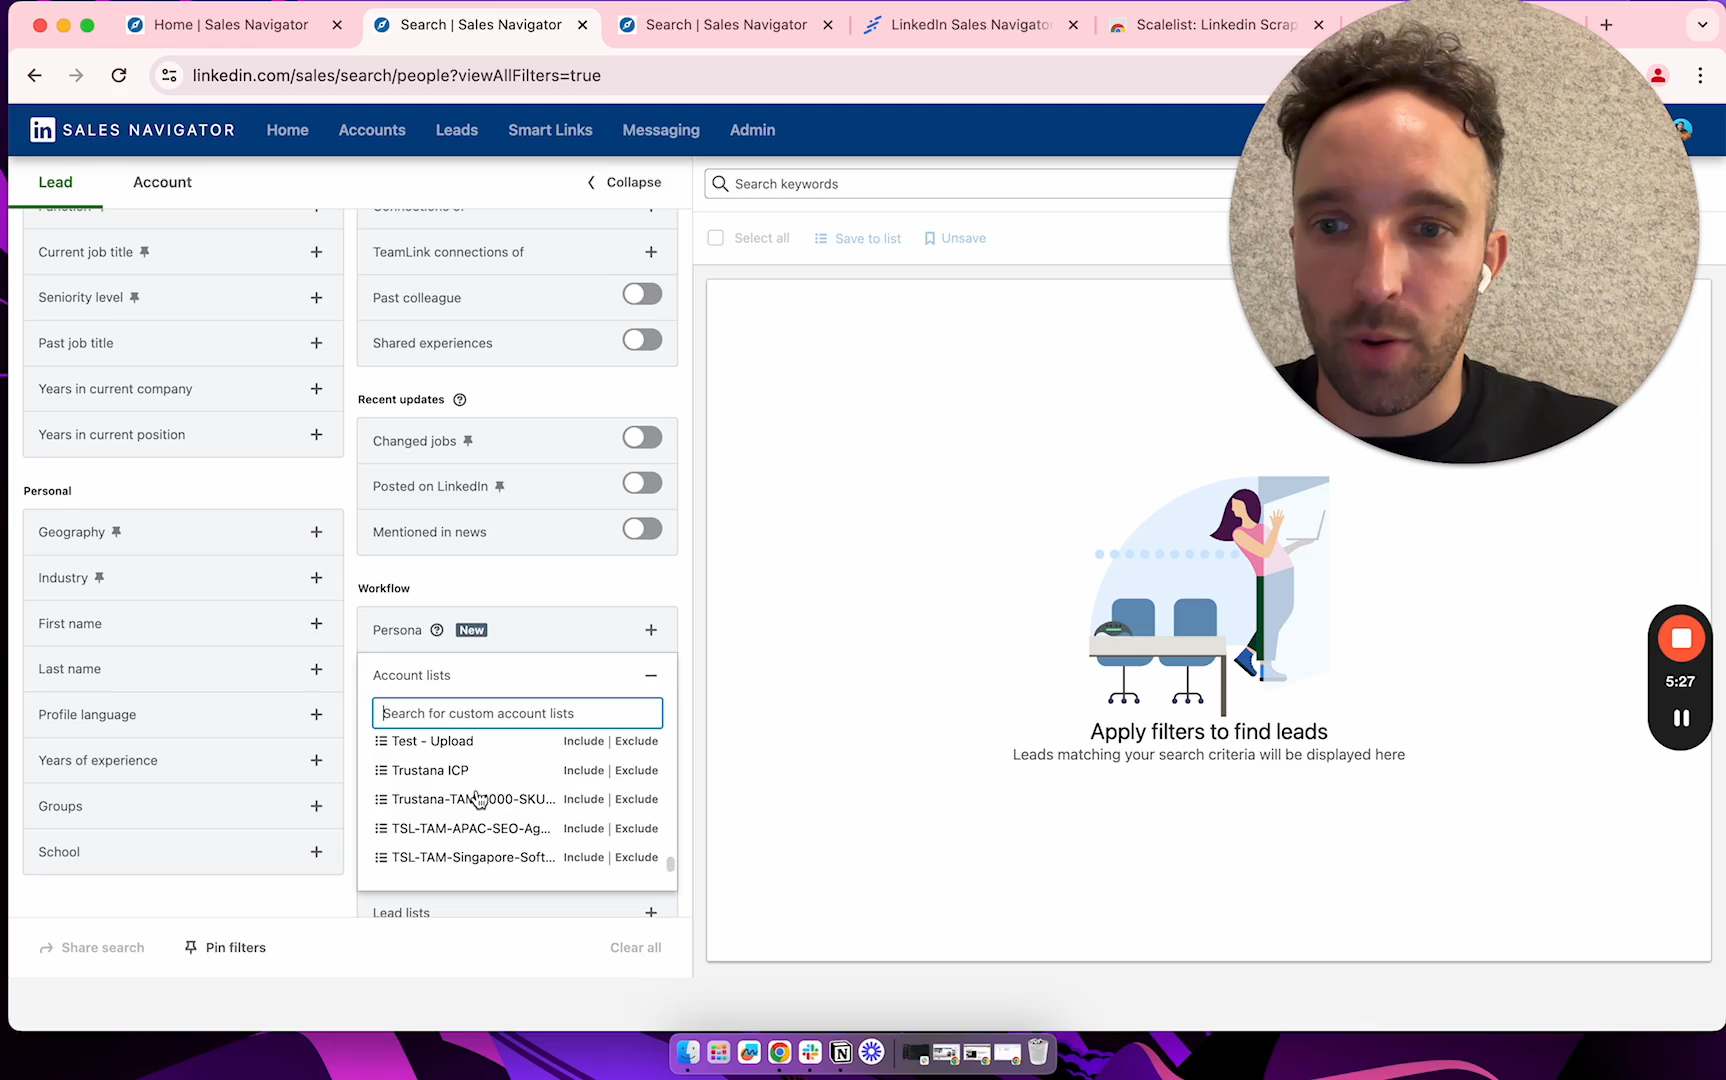 Home | Sales Navigator
Search | Sales Navigator
Search | Sales Navigator
LinkedIn Sales Navigator
Scalelist: Linkedin Scrap
linkedin.com/sales/search/people?viewAllFilters=true
in SALES NAVIGATOR
Home
Accounts
Leads
Smart Links
Messaging
Admin
Lead
Account
Collapse
Search keywords
Select all
Save to list
Unsave
Function
Current job title
Seniority level
Past job title
Years in current company
Years in current position
Personal
Geography
Industry
First name
Last name
Profile language
Years of experience
Groups
School
Connections of
TeamLink connections of
Past colleague
Shared experiences
Recent updates
Changed jobs
Posted on LinkedIn
Mentioned in news
Workflow
Persona New
Account lists
Search for custom account lists
Test - Upload Include | Exclude
Trustana ICP Include | Exclude
Include | Exclude
TSL-TAM-APAC-SEO-Ag... Include | Exclude
TSL-TAM-Singapore-Soft... Include | Exclude
Lead lists
Share search
Pin filters
Clear all
Apply filters to find leads
Leads matching your search criteria will be displayed here
5:27